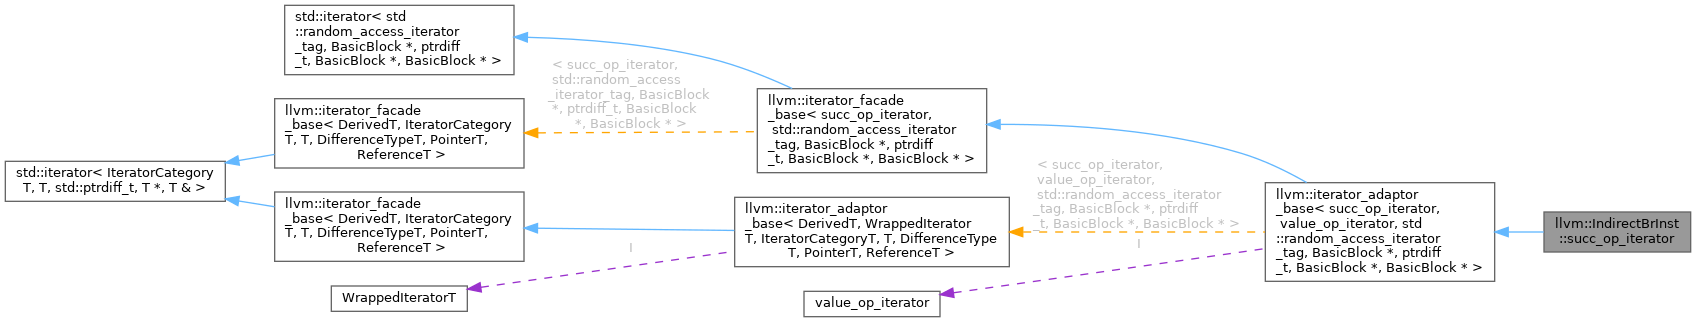 std::iterator< std
::random_access_iterator
_tag, BasicBlock *, ptrdiff
_t, BasicBlock *, BasicBlock * >
< succ_op_iterator,
std::random_access
_iterator_tag, BasicBlock
*, ptrdiff_t, BasicBlock
*, BasicBlock * >
llvm::iterator_facade
_base< succ_op_iterator,
std::random_access_iterator
_tag, BasicBlock *, ptrdiff
_t, BasicBlock *, BasicBlock * >
llvm::iterator_facade
_base< DerivedT, IteratorCategory
T, T, DifferenceTypeT, PointerT,
ReferenceT >
std::iterator< IteratorCategory
T, T, std::ptrdiff_t, T *, T & >
llvm::iterator_facade
_base< DerivedT, IteratorCategory
T, T, DifferenceTypeT, PointerT,
ReferenceT >
llvm::iterator_adaptor
_base< DerivedT, WrappedIterator
T, IteratorCategoryT, T, DifferenceType
T, PointerT, ReferenceT >
< succ_op_iterator,
value_op_iterator,
std::random_access_iterator
_tag, BasicBlock *, ptrdiff
_t, BasicBlock *, BasicBlock * >
llvm::iterator_adaptor
_base< succ_op_iterator,
value_op_iterator, std
::random_access_iterator
_tag, BasicBlock *, ptrdiff
_t, BasicBlock *, BasicBlock * >
llvm::IndirectBrInst
::succ_op_iterator
I
I
WrappedIteratorT
value_op_iterator